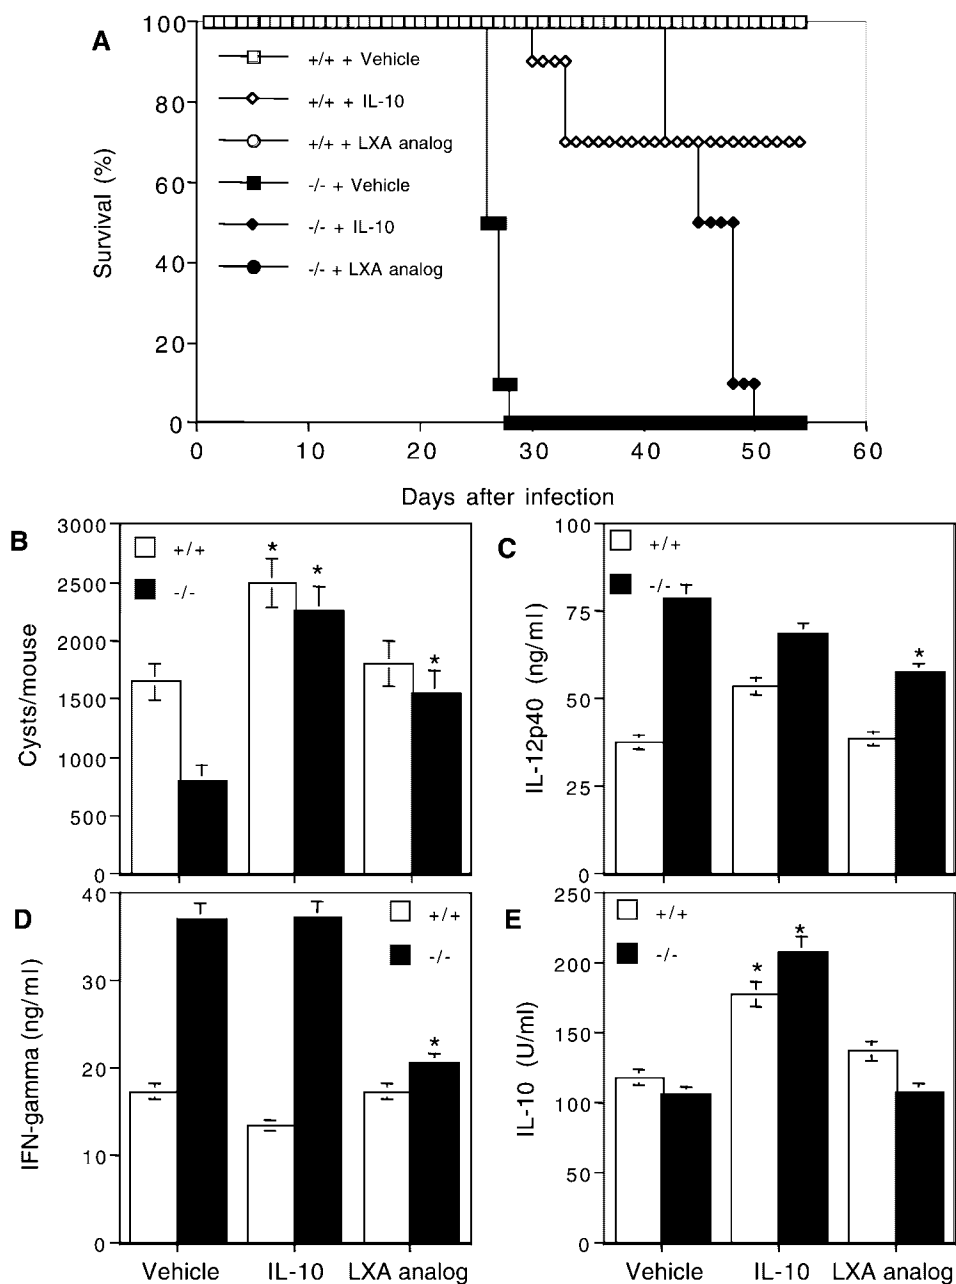 A
100
80
60
40
20
0
Survival (%)
+/+ + Vehicle
+/+ + IL-10
+/+ + LXA analog
-/- + Vehicle
-/- + IL-10
-/- + LXA analog
0 10 20 30 40 50 60
Days after infection
B
3000
2500
2000
1500
1000
500
0
Cysts/mouse
+/+
-/-
*
*
*
C
100
75
50
25
0
IL-12p40 (ng/ml)
+/+
-/-
*
D
40
30
20
10
0
IFN-gamma (ng/ml)
+/+
-/-
*
Vehicle IL-10 LXA analog
E
250
200
150
100
50
0
IL-10 (U/ml)
+/+
-/-
*
*
Vehicle IL-10 LXA analog